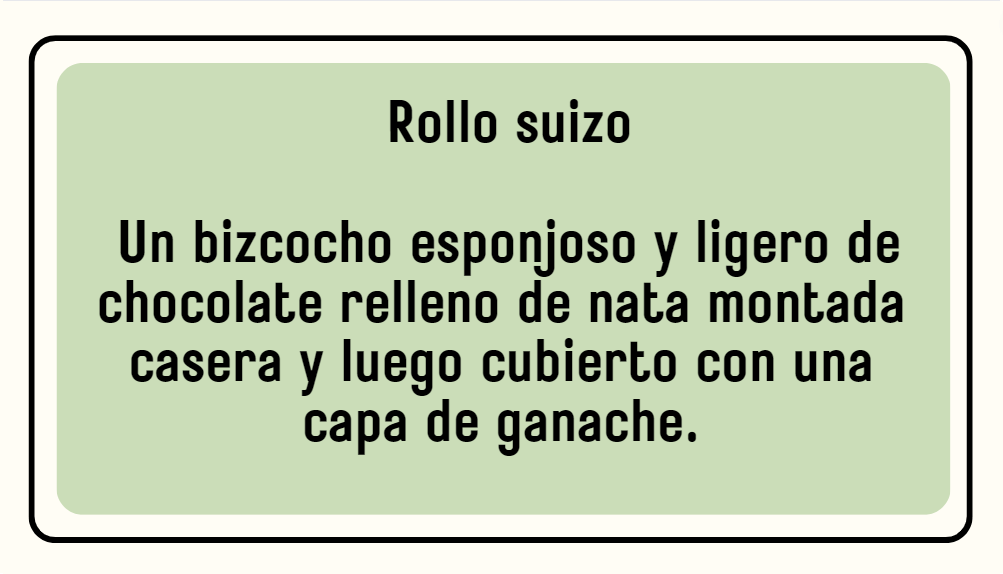 Rollo suizo
Un bizcocho esponjoso y ligero de
chocolate relleno de nata montada
casera y luego cubierto con una
capa de ganache.